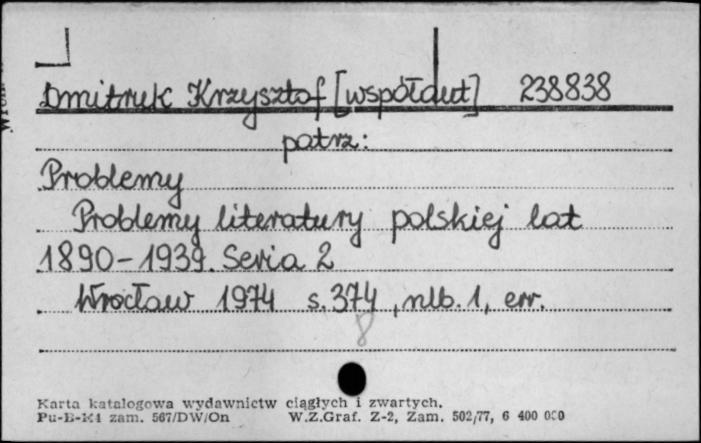 Dmitruk Krzysztof [współaut] 238838
patrz:
Problemy
Problemy literatury polskiej lat
1890-1939. Seria 2
Wrocław 1974 s. 374, nlb. 1, err.
8
Karta katalogowa wydawnictw ciągłych i zwartych.
Pu-B-K4 zam. 567/DW/On W.Z.Graf. Z-2, Zam. 502/77, 6 400 000